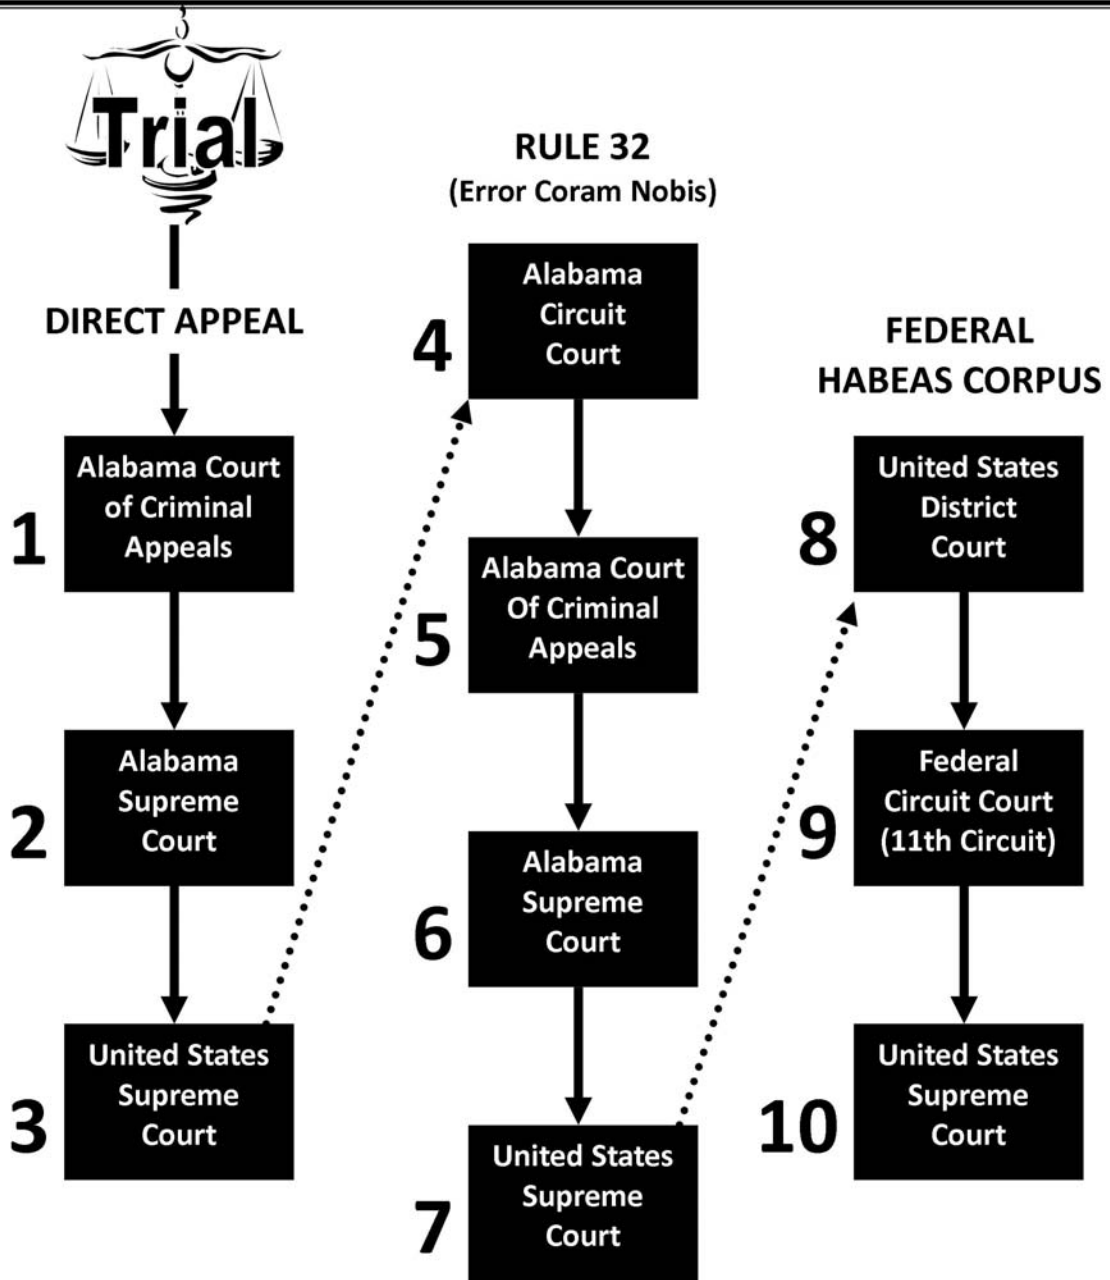 Trial
DIRECT APPEAL
1
Alabama Court
of Criminal
Appeals
2
Alabama
Supreme
Court
3
United States
Supreme
Court
RULE 32
(Error Coram Nobis)
4
Alabama
Circuit
Court
5
Alabama Court
Of Criminal
Appeals
6
Alabama
Supreme
Court
7
United States
Supreme
Court
FEDERAL
HABEAS CORPUS
8
United States
District
Court
9
Federal
Circuit Court
(11th Circuit)
10
United States
Supreme
Court